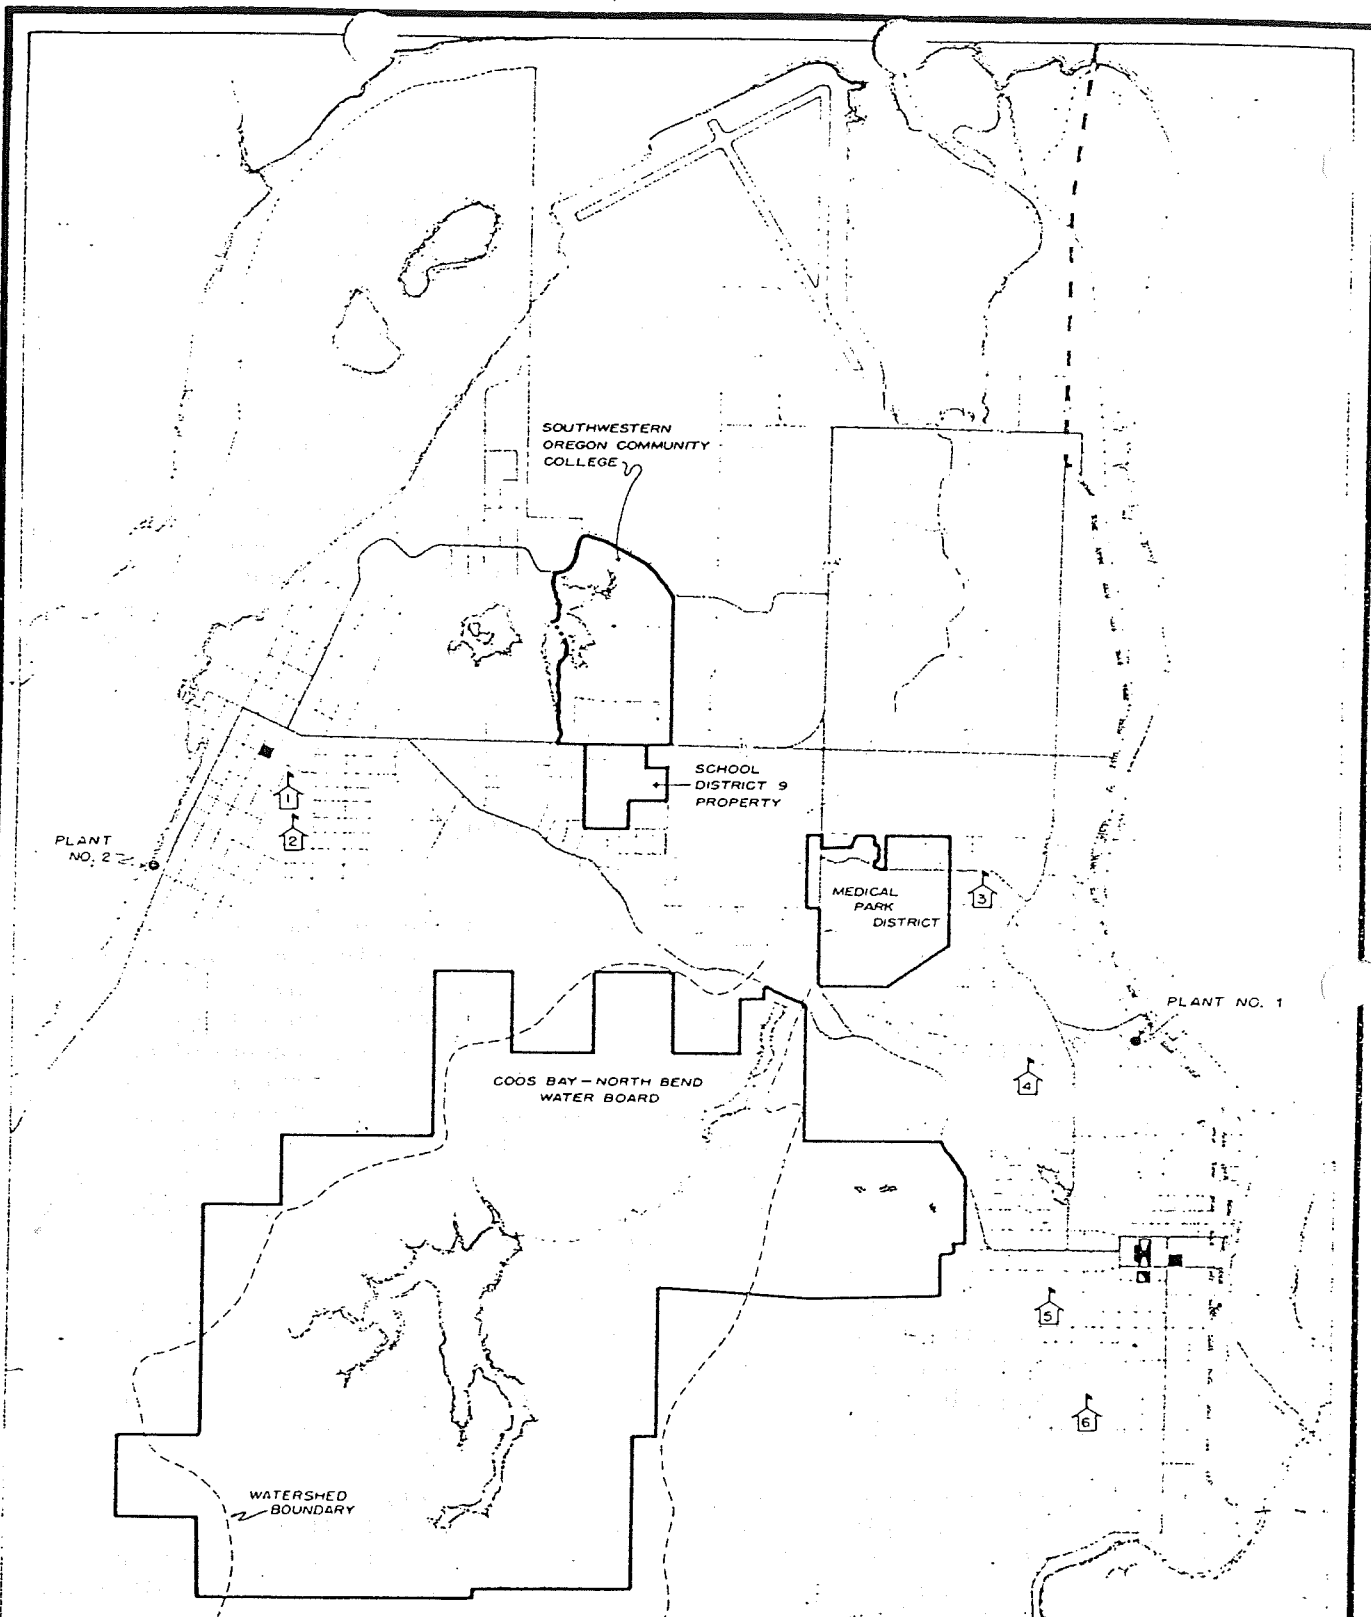 SOUTHWESTERN
OREGON COMMUNITY
COLLEGE
SCHOOL
DISTRICT 9
PROPERTY
1
2
PLANT
NO. 2
MEDICAL
PARK
DISTRICT
3
PLANT NO. 1
4
COOS BAY – NORTH BEND
WATER BOARD
5
6
WATERSHED
BOUNDARY